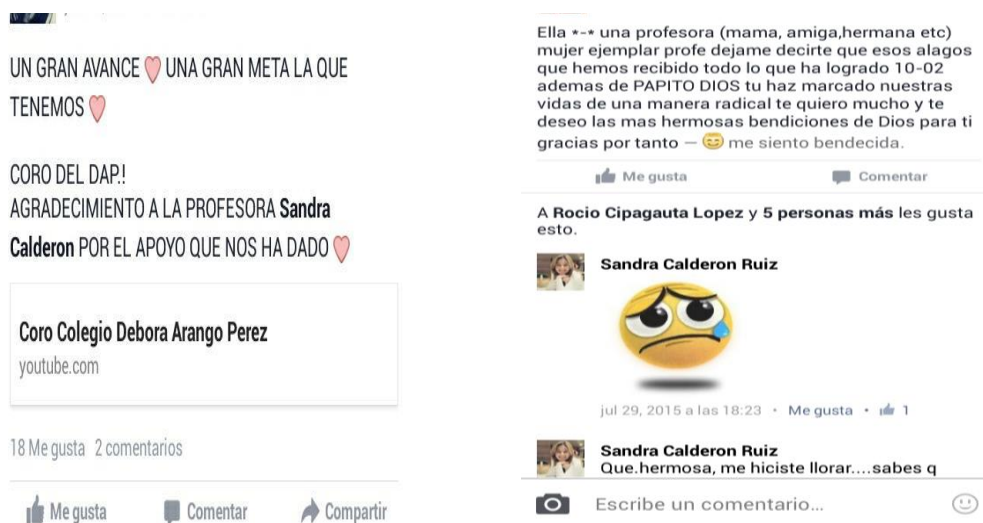 UN GRAN AVANCE UNA GRAN META LA QUE
TENEMOS
CORO DEL DAP.!
AGRADECIMIENTO A LA PROFESORA Sandra
Calderon POR EL APOYO QUE NOS HA DADO
Coro Colegio Debora Arango Perez
youtube.com
18 Me gusta 2 comentarios
Me gusta Comentar Compartir
Ella *-* una profesora (mama, amiga,hermana etc)
mujer ejemplar profe dejame decirte que esos alagos
que hemos recibido todo lo que ha logrado 10-02
ademas de PAPITO DIOS tu haz marcado nuestras
vidas de una manera radical te quiero mucho y te
deseo las mas hermosas bendiciones de Dios para ti
gracias por tanto — me siento bendecida.
Me gusta Comentar
A Rocio Cipagauta Lopez y 5 personas más les gusta
esto.
Sandra Calderon Ruiz
jul 29, 2015 a las 18:23 • Me gusta • 1
Sandra Calderon Ruiz
Que.hermosa, me hiciste llorar....sabes q
Escribe un comentario...